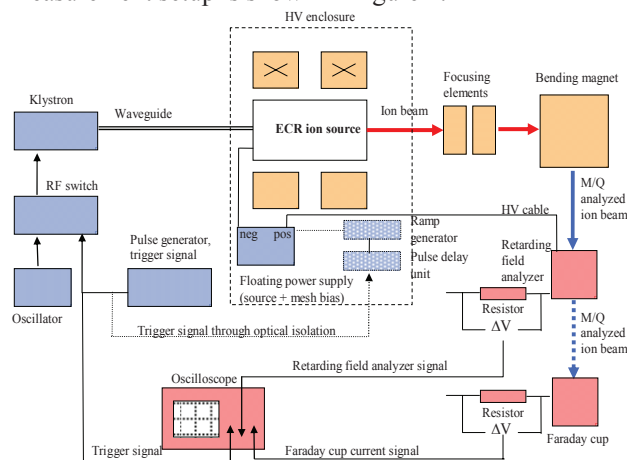 HV enclosure
Klystron
Waveguide
ECR ion source
Ion beam
Focusing
elements
Bending magnet
RF switch
M/Q
analyzed
ion beam
HV cable
neg pos
Ramp
generator
Pulse delay
unit
Retarding
field
analyzer
Pulse generator,
trigger signal
Floating power supply
(source + mesh bias)
Oscillator
Resistor
ΔV
Trigger signal through optical isolation
M/Q
analyzed
ion beam
Retarding field analyzer signal
Oscilloscope
Resistor
ΔV
Faraday cup
Trigger signal
Faraday cup current signal